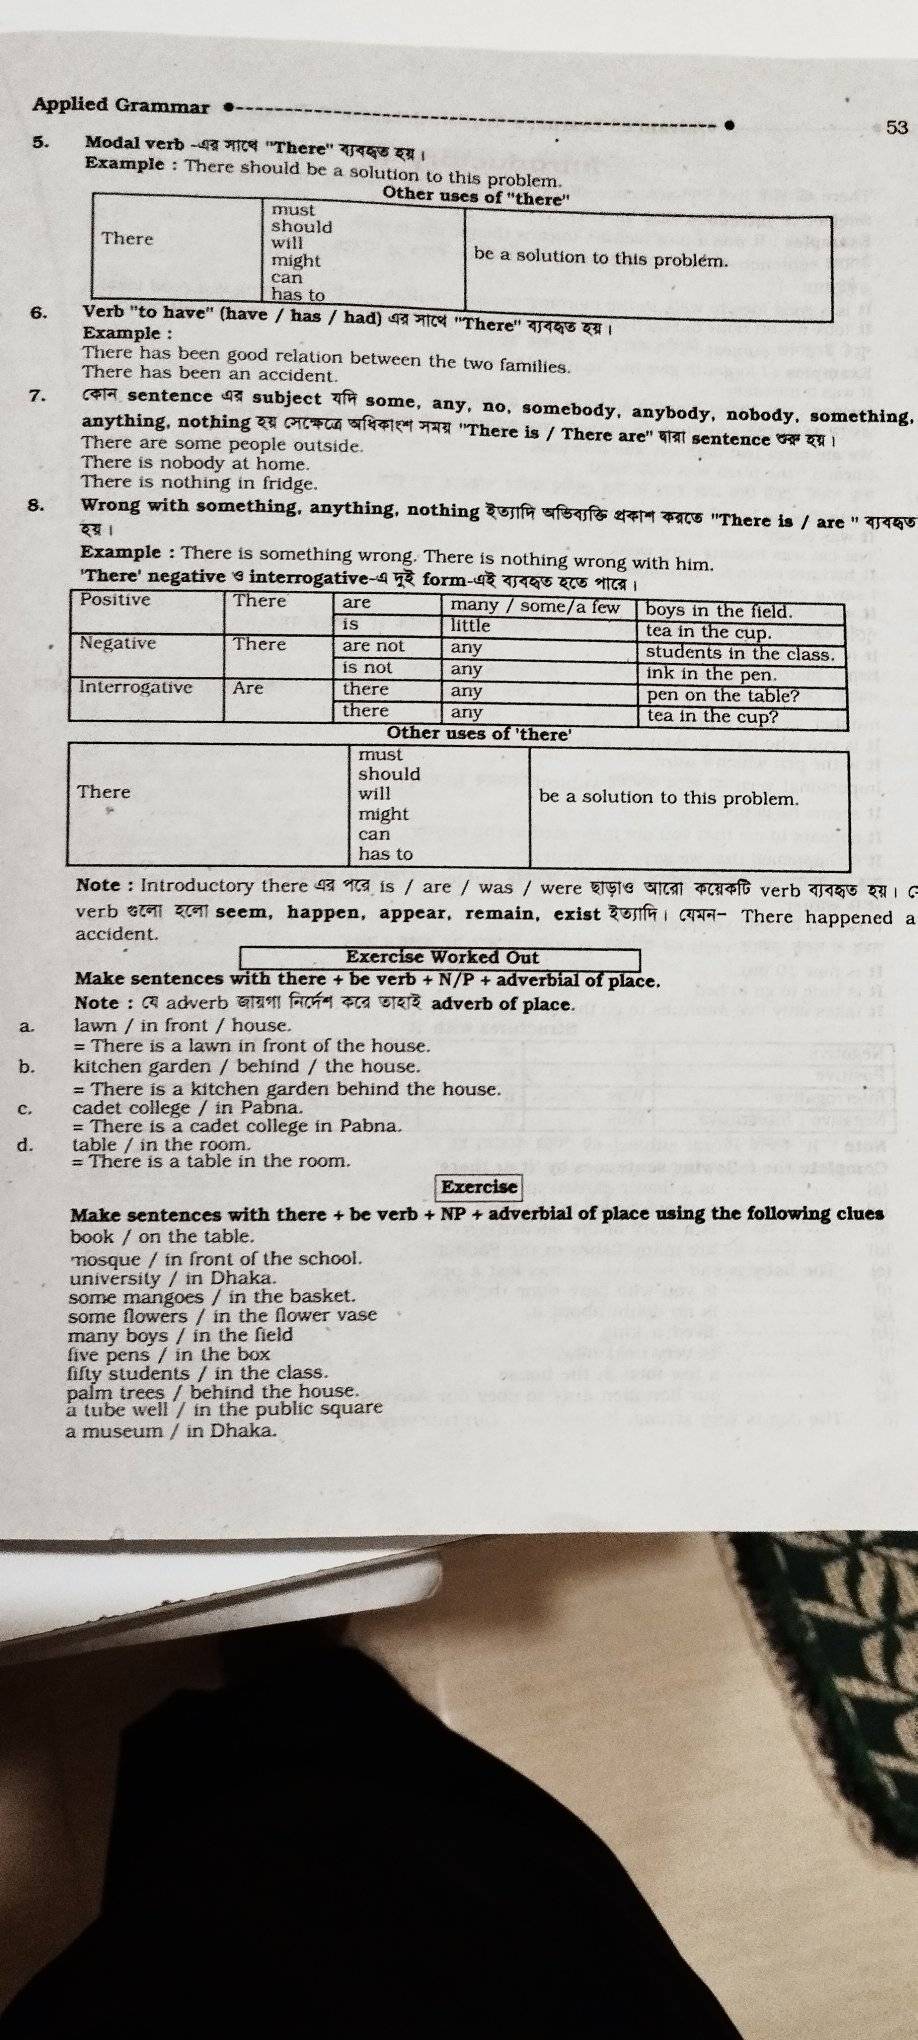 Applied Grammar
53
5. Modal verb -এর সাথে "There" ব্যবহৃত হয়।
Example : There should be a solution to this problem.
Other uses of "there"
There
must
should
will
might
can
has to
be a solution to this problem.
6. Verb "to have" (have / has / had) এর সাথে "There" ব্যবহৃত হয়।
Example :
There has been good relation between the two families.
There has been an accident.
7. কোন sentence এর subject যদি some, any, no, somebody, anybody, nobody, something,
anything, nothing হয় সেক্ষেত্রে অধিকাংশ সময় "There is / There are" দ্বারা sentence শুরু হয়।
There are some people outside.
There is nobody at home.
There is nothing in fridge.
8. Wrong with something, anything, nothing ইত্যাদি অভিব্যক্তি প্রকাশ করতে "There is / are " ব্যবহৃত
হয়।
Example : There is something wrong. There is nothing wrong with him.
'There' negative ও interrogative-এ দুই form-এই ব্যবহৃত হতে পারে।
Positive There are many / some/a few boys in the field.
is little tea in the cup.
Negative There are not any students in the class.
is not any ink in the pen.
Interrogative Are there any pen on the table?
there any tea in the cup?
Other uses of 'there'
There
must
should
will
might
can
has to
be a solution to this problem.
Note : Introductory there এর পরে is / are / was / were ছাড়াও আরো কয়েকটি verb ব্যবহৃত হয়।
verb গুলো হলো seem, happen, appear, remain, exist ইত্যাদি। যেমন- There happened a
accident.
Exercise Worked Out
Make sentences with there + be verb + N/P + adverbial of place.
Note : যে adverb জায়গা নির্দেশ করে তাহাই adverb of place.
a. lawn / in front / house.
= There is a lawn in front of the house.
b. kitchen garden / behind / the house.
= There is a kitchen garden behind the house.
c. cadet college / in Pabna.
= There is a cadet college in Pabna.
d. table / in the room.
= There is a table in the room.
Exercise
Make sentences with there + be verb + NP + adverbial of place using the following clues
book / on the table.
mosque / in front of the school.
university / in Dhaka.
some mangoes / in the basket.
some flowers / in the flower vase
many boys / in the field
five pens / in the box
fifty students / in the class.
palm trees / behind the house.
a tube well / in the public square
a museum / in Dhaka.